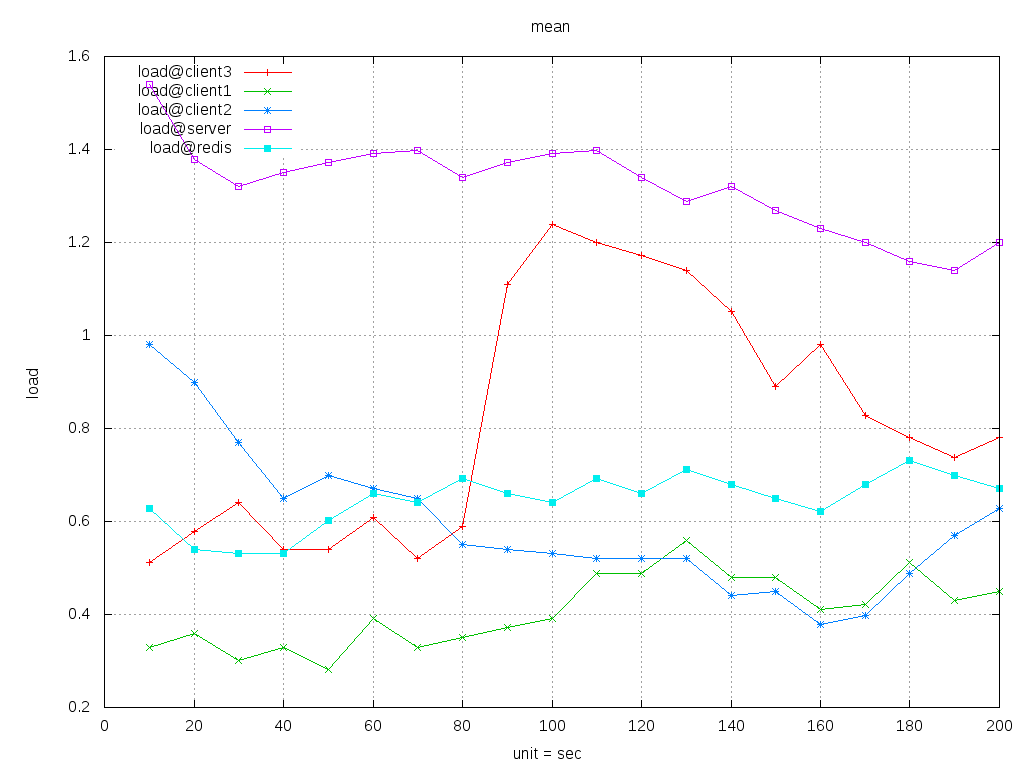 mean
load@client3
load@client1
load@client2
load@server
load@redis
1.6
1.4
1.2
1
0.8
0.6
0.4
0.2
load
0 20 40 60 80 100 120 140 160 180 200
unit = sec